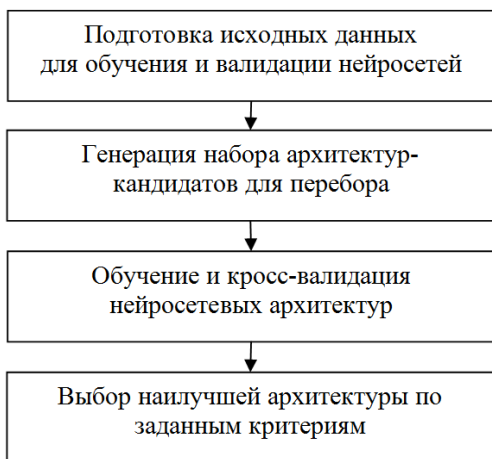 Подготовка исходных данных
для обучения и валидации нейросетей
Генерация набора архитектур-
кандидатов для перебора
Обучение и кросс-валидация
нейросетевых архитектур
Выбор наилучшей архитектуры по
заданным критериям